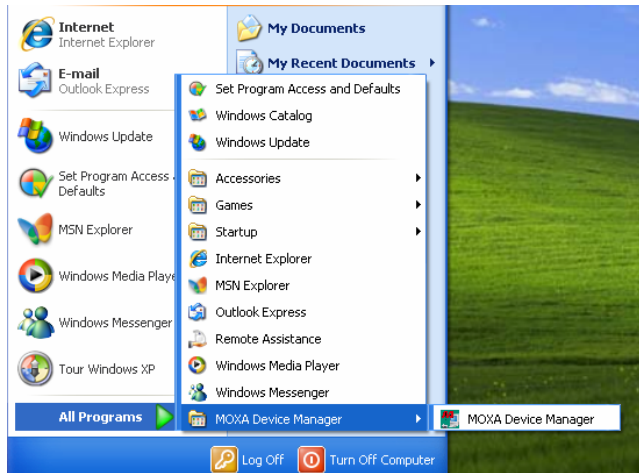 Internet
Internet Explorer
E-mail
Outlook Express
Windows Update
Set Program Access
Defaults
MSN Explorer
Windows Media Playe
Windows Messenger
Tour Windows XP
All Programs
My Documents
My Recent Documents
Set Program Access and Defaults
Windows Catalog
Windows Update
Accessories
Games
Startup
Internet Explorer
MSN Explorer
Outlook Express
Remote Assistance
Windows Media Player
Windows Messenger
MOXA Device Manager
MOXA Device Manager
Log Off
Turn Off Computer